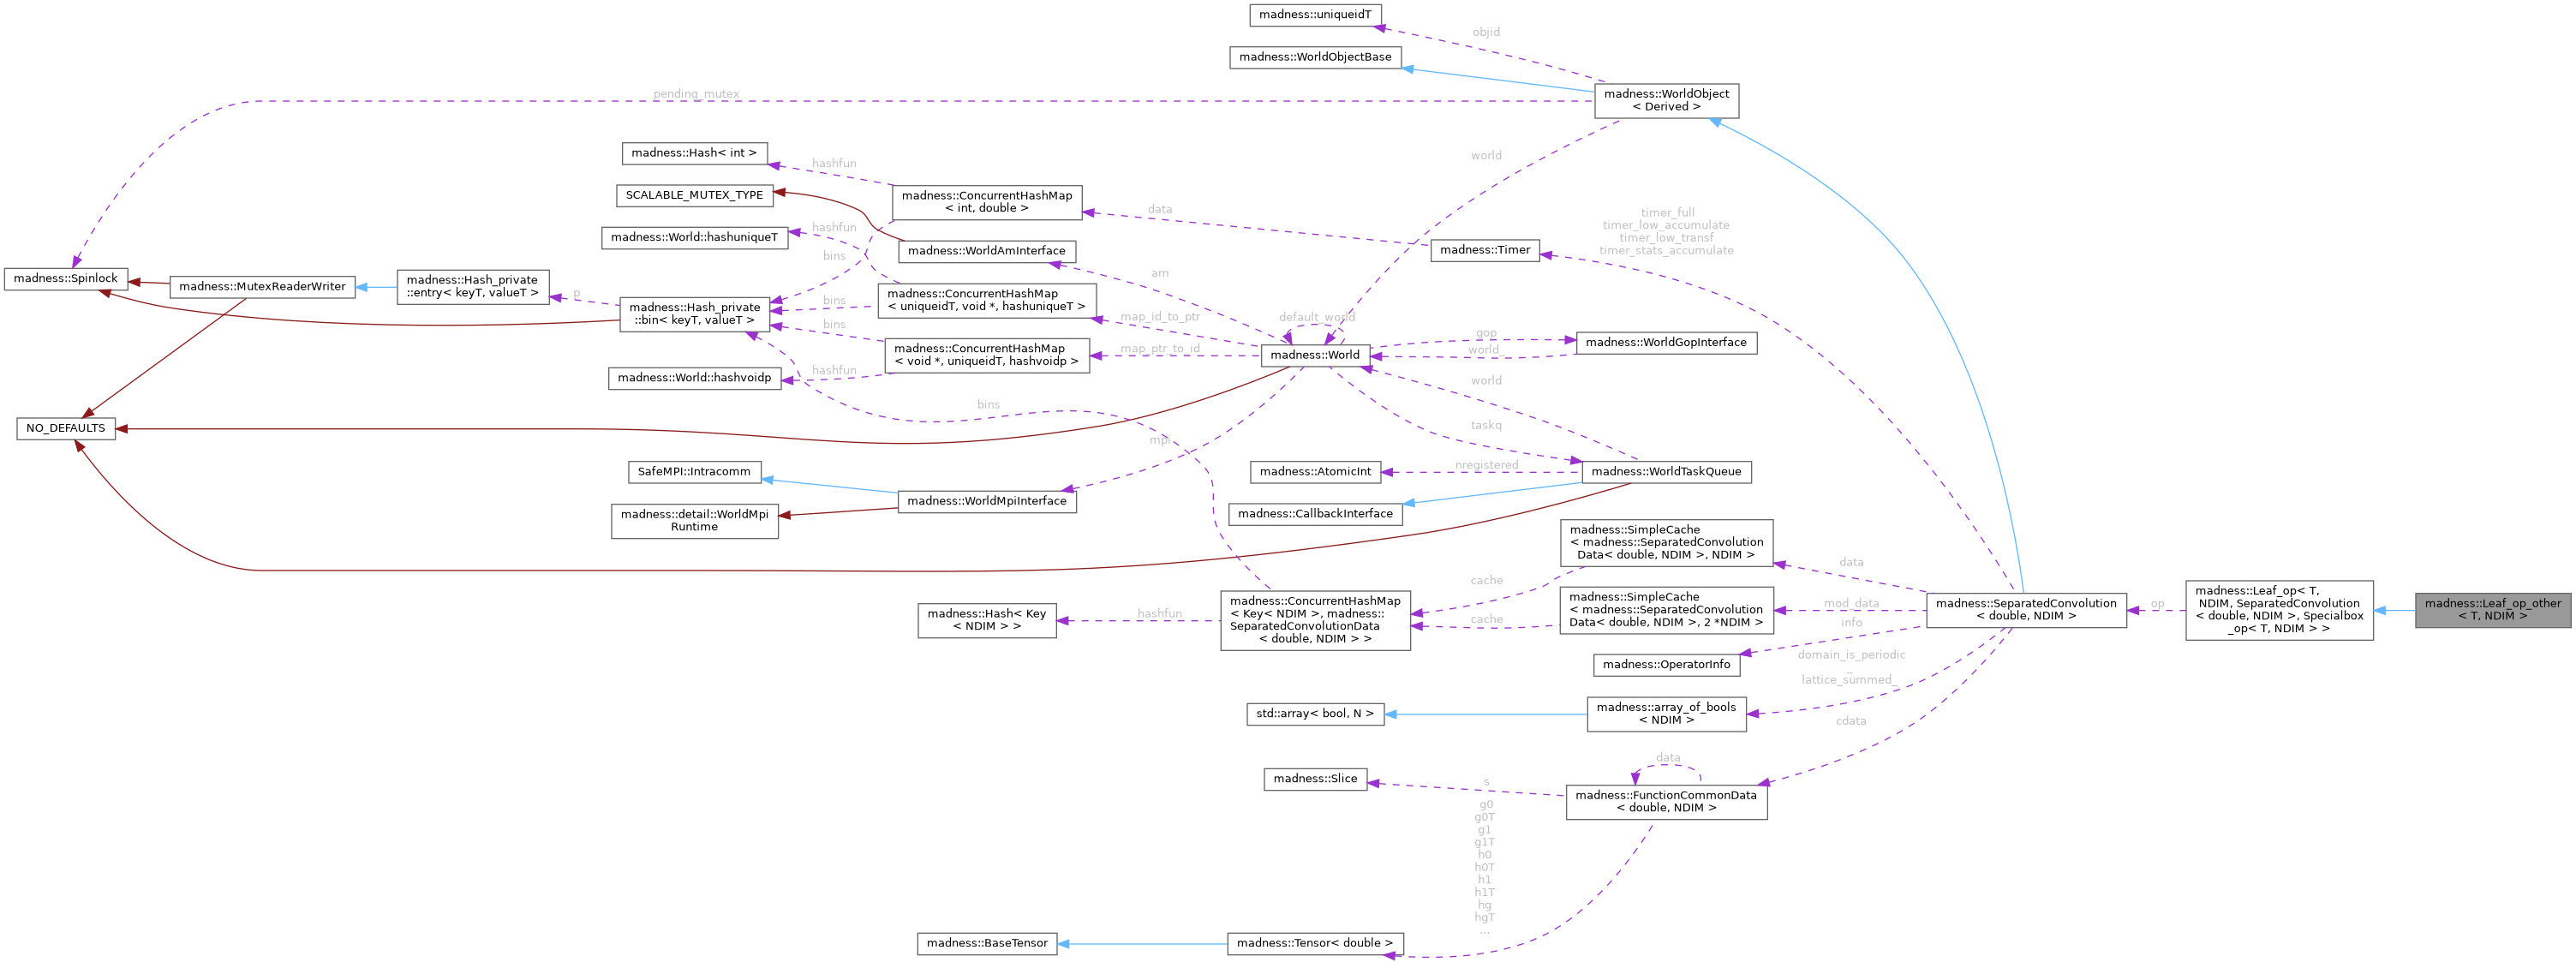 madness::uniqueidT
objid
madness::WorldObjectBase
madness::WorldObject
< Derived >
pending_mutex
madness::Hash< int >
hashfun
world
SCALABLE_MUTEX_TYPE
madness::ConcurrentHashMap
< int, double >
data
timer_full
timer_low_accumulate
timer_low_transf
timer_stats_accumulate
madness::World::hashuniqueT
hashfun
madness::WorldAmInterface
madness::Timer
bins
am
madness::Spinlock
madness::MutexReaderWriter
madness::Hash_private
::entry< keyT, valueT >
p
madness::Hash_private
::bin< keyT, valueT >
bins
madness::ConcurrentHashMap
< uniqueidT, void *, hashuniqueT >
map_id_to_ptr
default_world
bins
madness::ConcurrentHashMap
< void *, uniqueidT, hashvoidp >
map_ptr_to_id
madness::World
gop
world_
madness::WorldGopInterface
madness::World::hashvoidp
hashfun
world
bins
NO_DEFAULTS
mpi
taskq
SafeMPI::Intracomm
madness::AtomicInt
nregistered
madness::WorldTaskQueue
madness::WorldMpiInterface
madness::detail::WorldMpi
Runtime
madness::CallbackInterface
madness::SimpleCache
< madness::SeparatedConvolution
Data< double, NDIM >, NDIM >
data
cache
madness::Hash< Key
< NDIM > >
hashfun
madness::ConcurrentHashMap
< Key< NDIM >, madness::
SeparatedConvolutionData
< double, NDIM > >
cache
madness::SimpleCache
< madness::SeparatedConvolution
Data< double, NDIM >, 2 *NDIM >
mod_data
info
madness::SeparatedConvolution
< double, NDIM >
op
madness::Leaf_op< T,
NDIM, SeparatedConvolution
< double, NDIM >, Specialbox
_op< T, NDIM > >
madness::Leaf_op_other
< T, NDIM >
madness::OperatorInfo
domain_is_periodic
_
lattice_summed_
std::array< bool, N >
madness::array_of_bools
< NDIM >
cdata
data
madness::Slice
s
madness::FunctionCommonData
< double, NDIM >
g0
g0T
g1
g1T
h0
h0T
h1
h1T
hg
hgT
...
madness::BaseTensor
madness::Tensor< double >